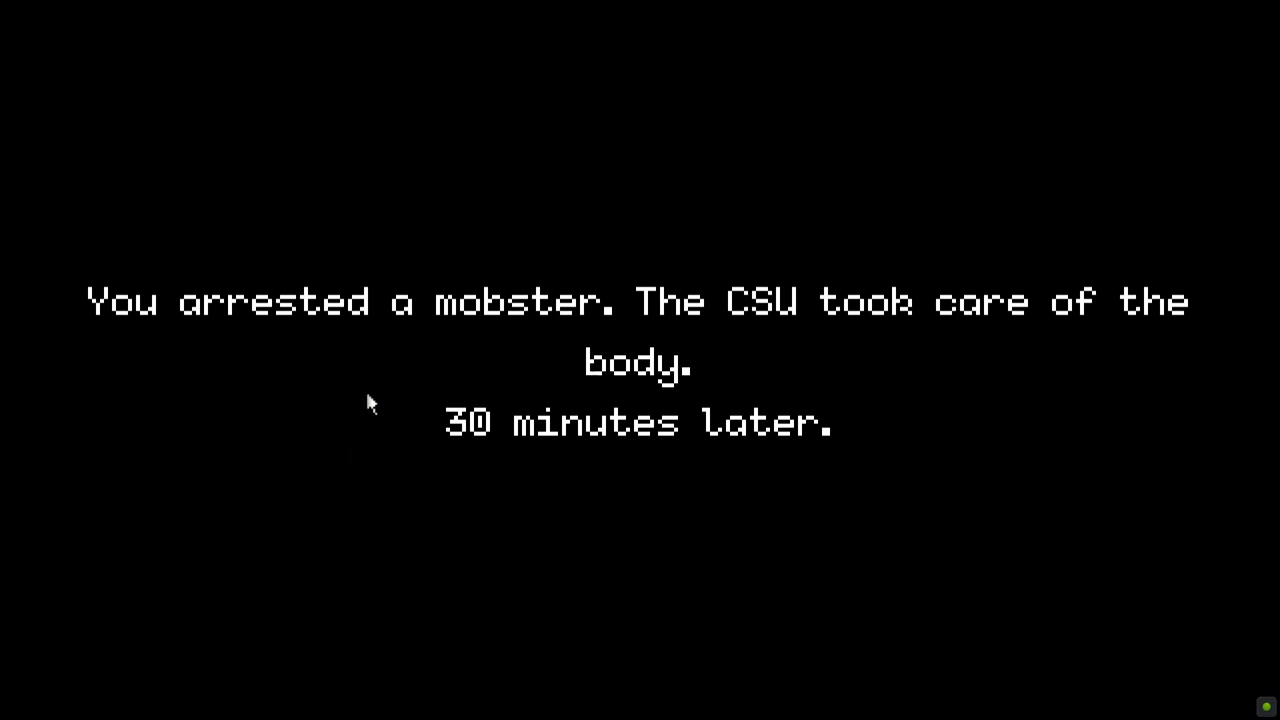 You arrested a mobster. The CSU took care of the
body.
30 minutes later.